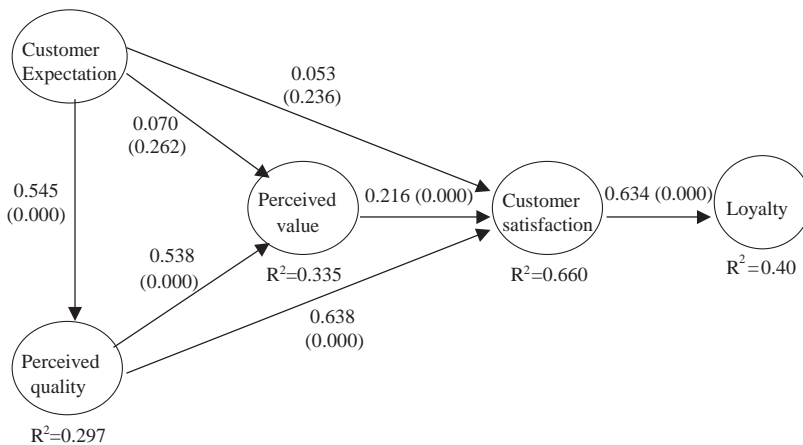 Customer
Expectation
0.053
(0.236)
0.070
(0.262)
0.545
(0.000)
Perceived
value
0.216 (0.000)
Customer
satisfaction
0.634 (0.000)
Loyalty
R²=0.335
R²=0.660
R²=0.40
0.538
(0.000)
0.638
(0.000)
Perceived
quality
R²=0.297